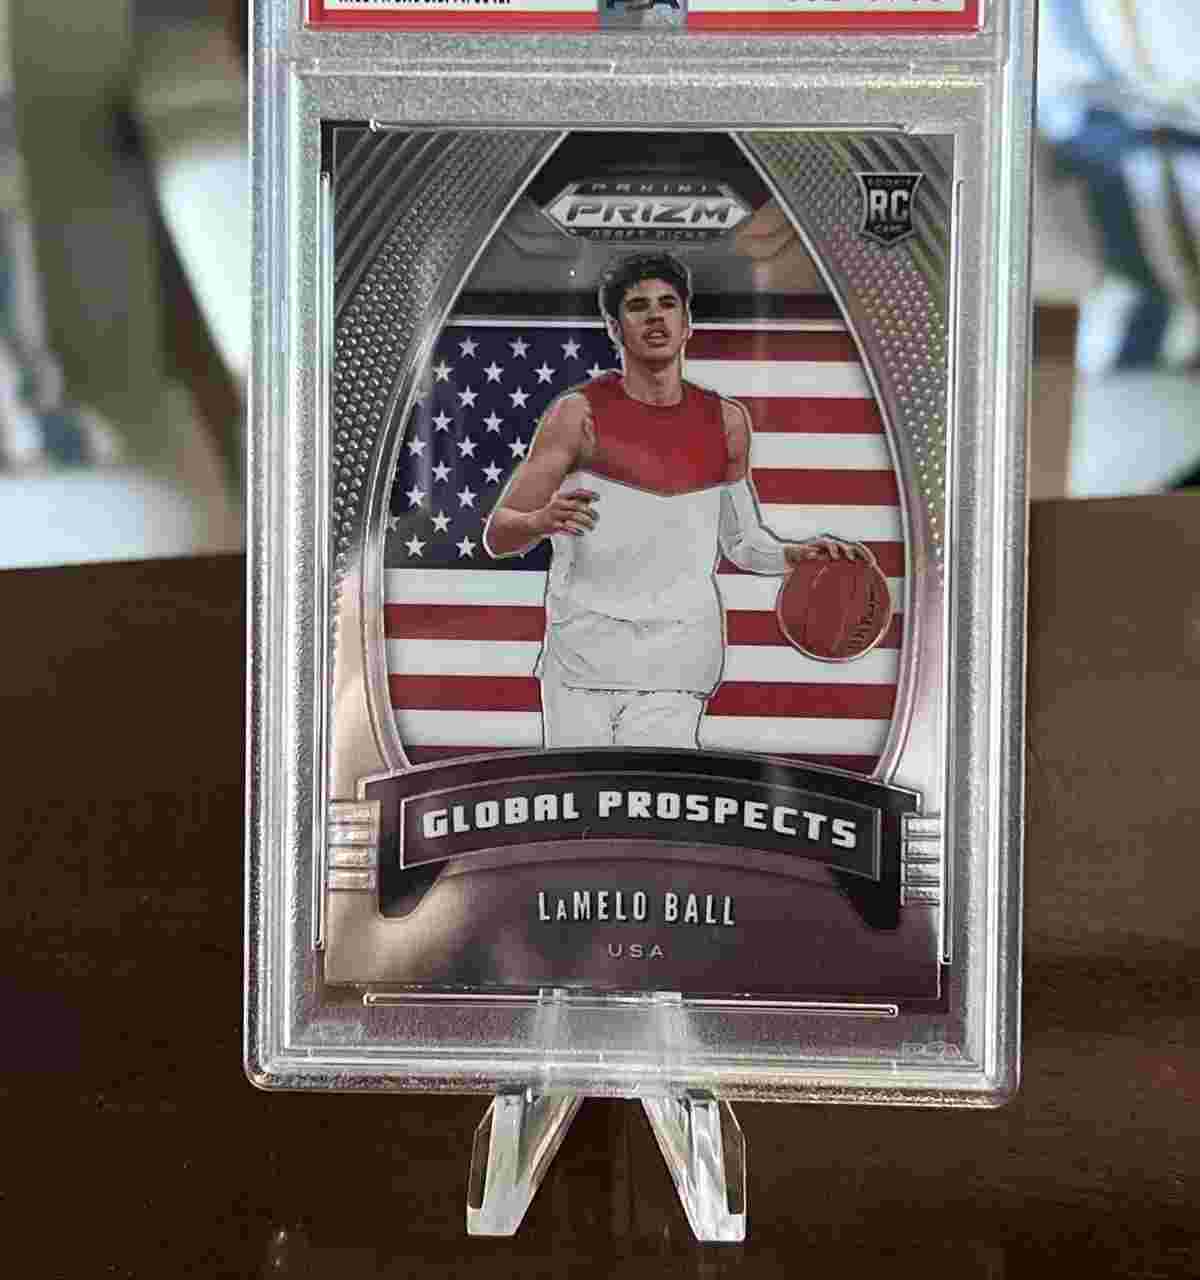 PANINI
PRIZM
DRAFT PICKS
ROOKIE
RC
CARD
GLOBAL PROSPECTS
LaMELO BALL
USA